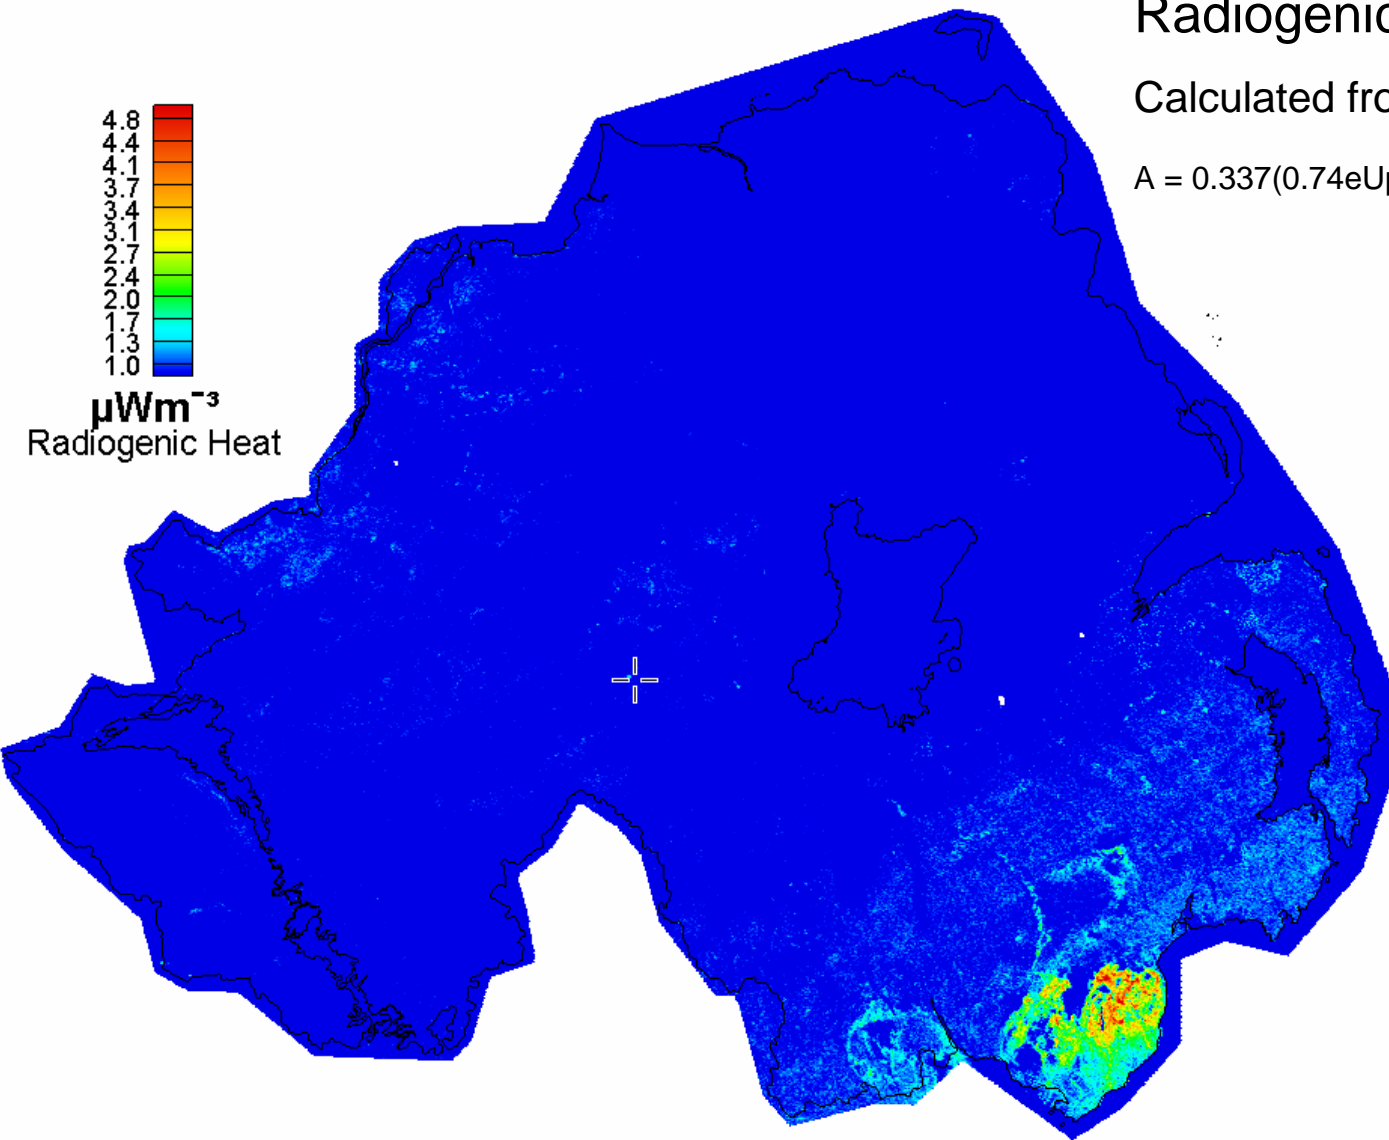 Radiogenic
Calculated fro
A = 0.337(0.74eUp
4.8
4.4
4.1
3.7
3.4
3.1
2.7
2.4
2.0
1.7
1.3
1.0
µWm⁻³
Radiogenic Heat